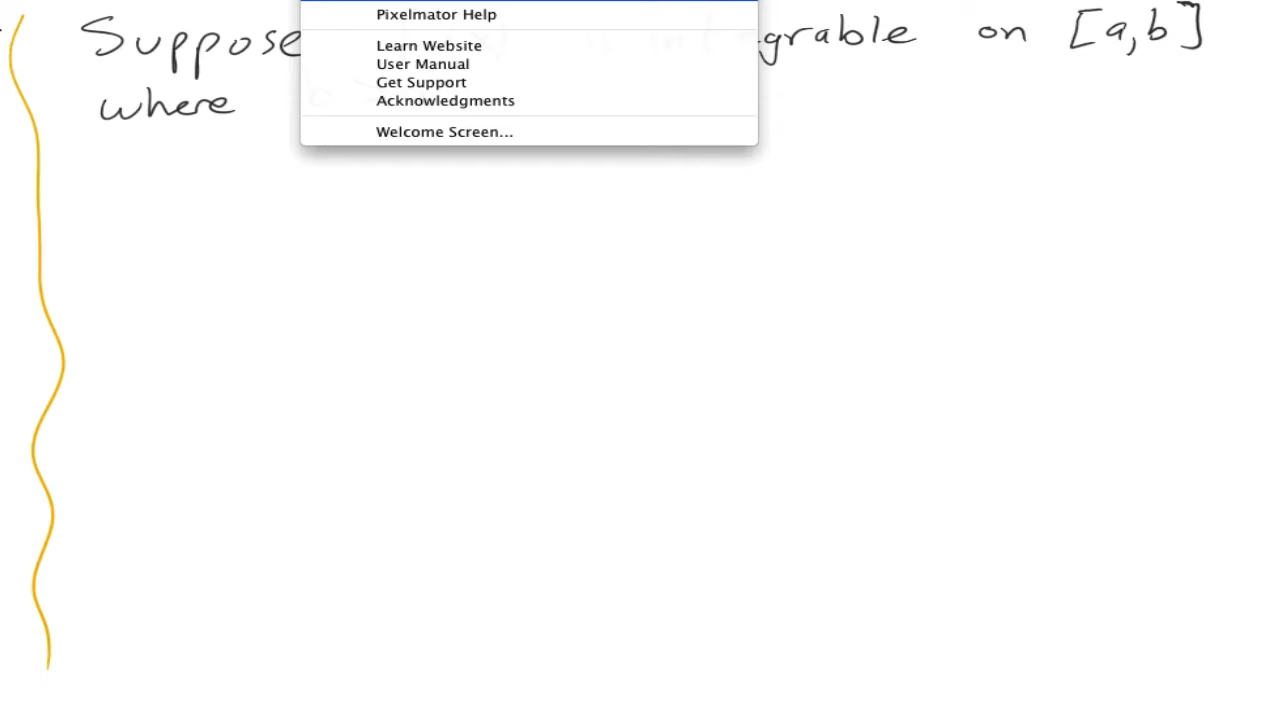 Suppose grable on [a,b]
where
Pixelmator Help
Learn Website
User Manual
Get Support
Acknowledgments
Welcome Screen...